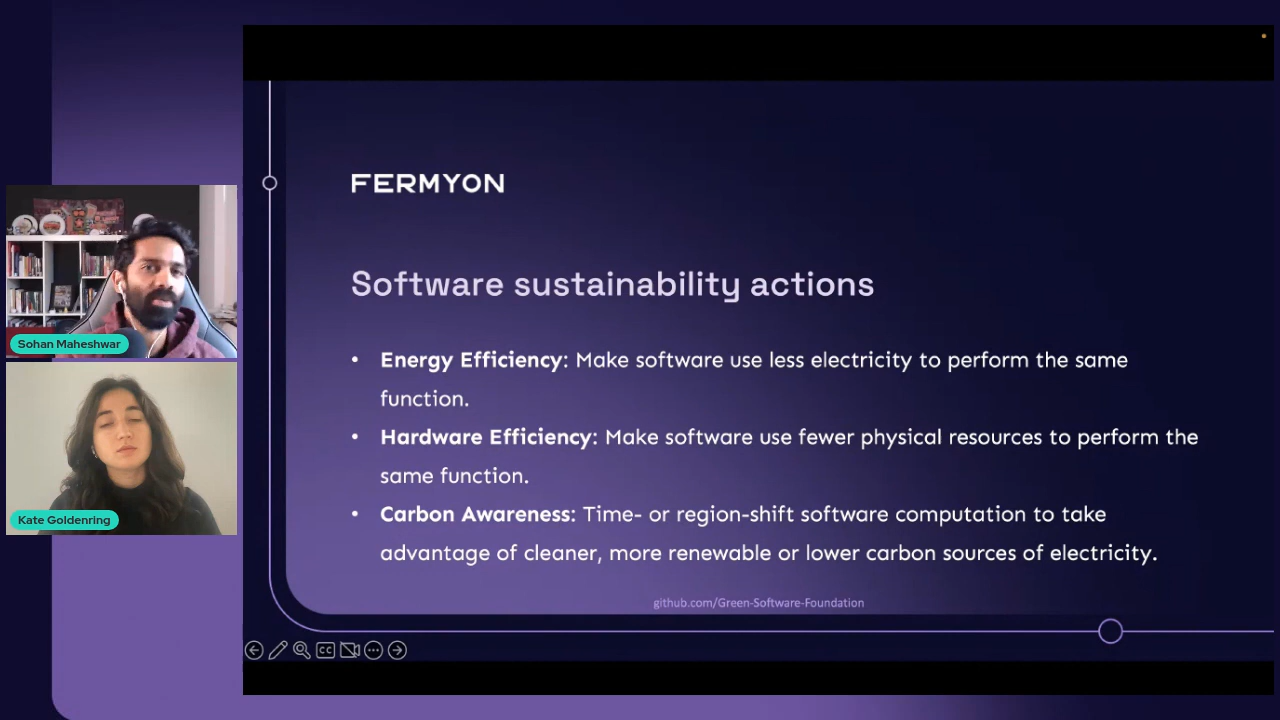 FERMYON
Software sustainability actions
• Energy Efficiency: Make software use less electricity to perform the same
function.
• Hardware Efficiency: Make software use fewer physical resources to perform the
same function.
• Carbon Awareness: Time- or region-shift software computation to take
advantage of cleaner, more renewable or lower carbon sources of electricity.
github.com/Green-Software-Foundation
Sohan Maheshwar
Kate Goldenring
CC